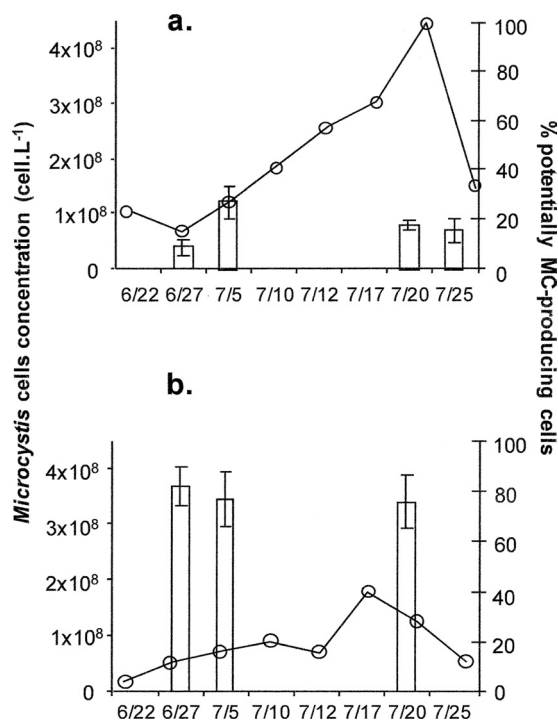 a.
4x10⁸
3x10⁸
2x10⁸
1x10⁸
0
100
80
60
40
20
0
6/22 6/27 7/5 7/10 7/12 7/17 7/20 7/25
Microcystis cells concentration (cell.L⁻¹)
% potentially MC-producing cells
b.
4x10⁸
3x10⁸
2x10⁸
1x10⁸
0
100
80
60
40
20
0
6/22 6/27 7/5 7/10 7/12 7/17 7/20 7/25